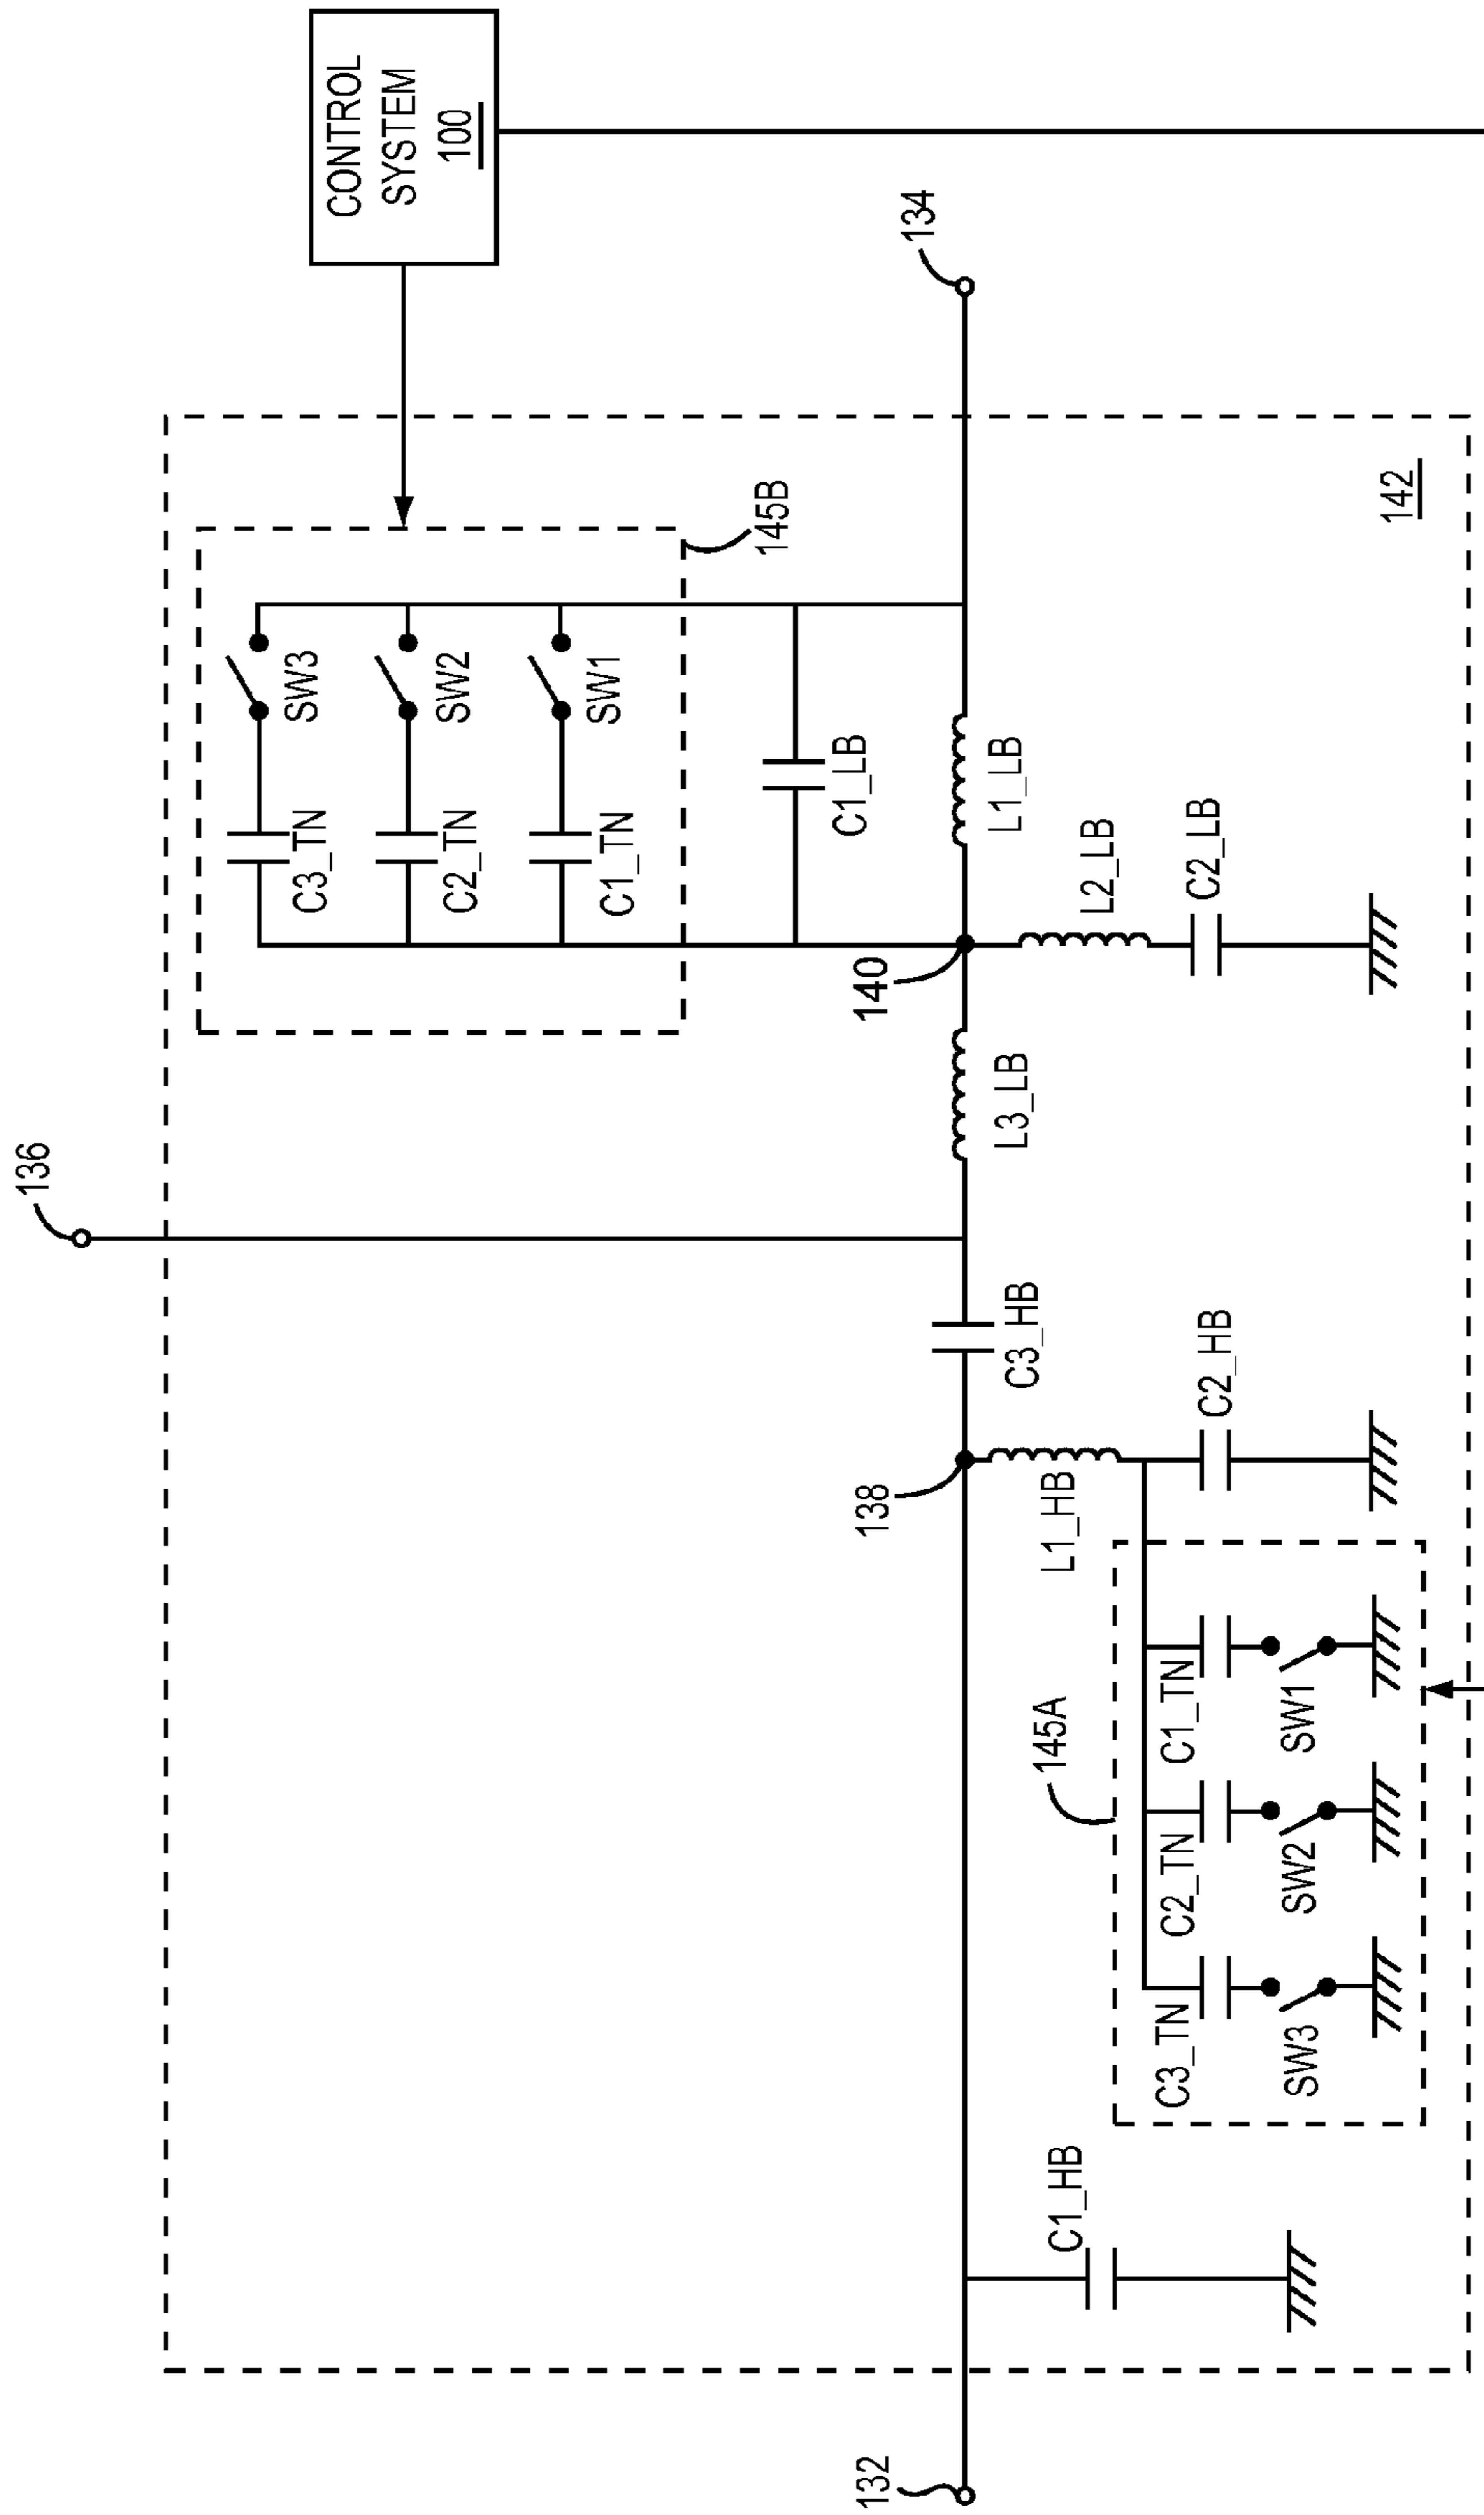 CONTROL
SYSTEM
100
136
134
145B
SW3
SW2
SW1
C3_TN
C2_TN
C1_TN
C1_LB
L1_LB
140
L2_LB
C2_LB
142
L3_LB
C3_HB
138
L1_HB
C2_HB
145A
C1_TN
SW1
C2_TN
SW2
C3_TN
SW3
C1_HB
132